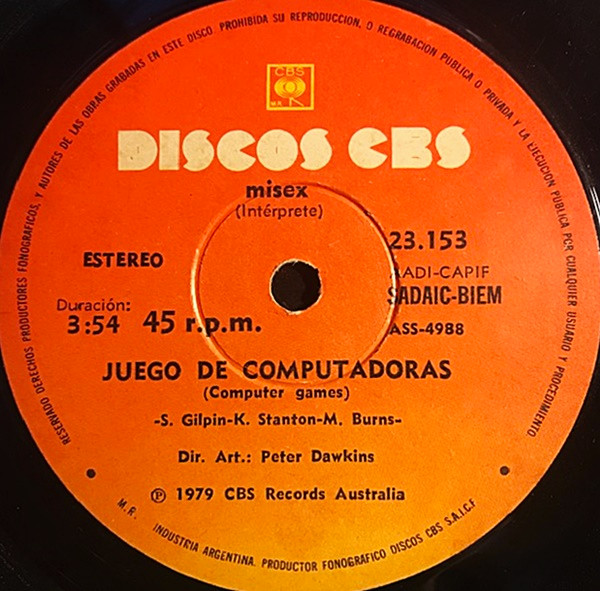 RESERVADO DERECHOS PRODUCTORES FONOGRAFICOS, Y AUTORES DE LAS OBRAS GRABADAS EN ESTE DISCO. PROHIBIDA SU REPRODUCCION, O REGRABACION PUBLICA O PRIVADA Y LA EJECUCION PUBLICA POR CUALQUIER USUARIO Y PROCEDIMIENTO
CBS
M.R.
DISCOS CBS
misex
(Intérprete)
23.153
AADI-CAPIF
ESTEREO
SADAIC-BIEM
Duración:
3:54 45 r.p.m.
ASS-4988
JUEGO DE COMPUTADORAS
(Computer games)
-S. Gilpin-K. Stanton-M. Burns-
Dir. Art.: Peter Dawkins
Ⓟ 1979 CBS Records Australia
M.R. INDUSTRIA ARGENTINA. PRODUCTOR FONOGRAFICO DISCOS CBS S.A.I.C.F